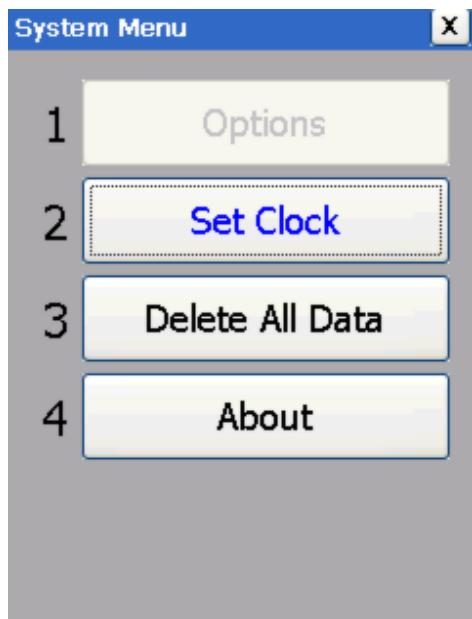 System Menu X
1 Options
2 Set Clock
3 Delete All Data
4 About